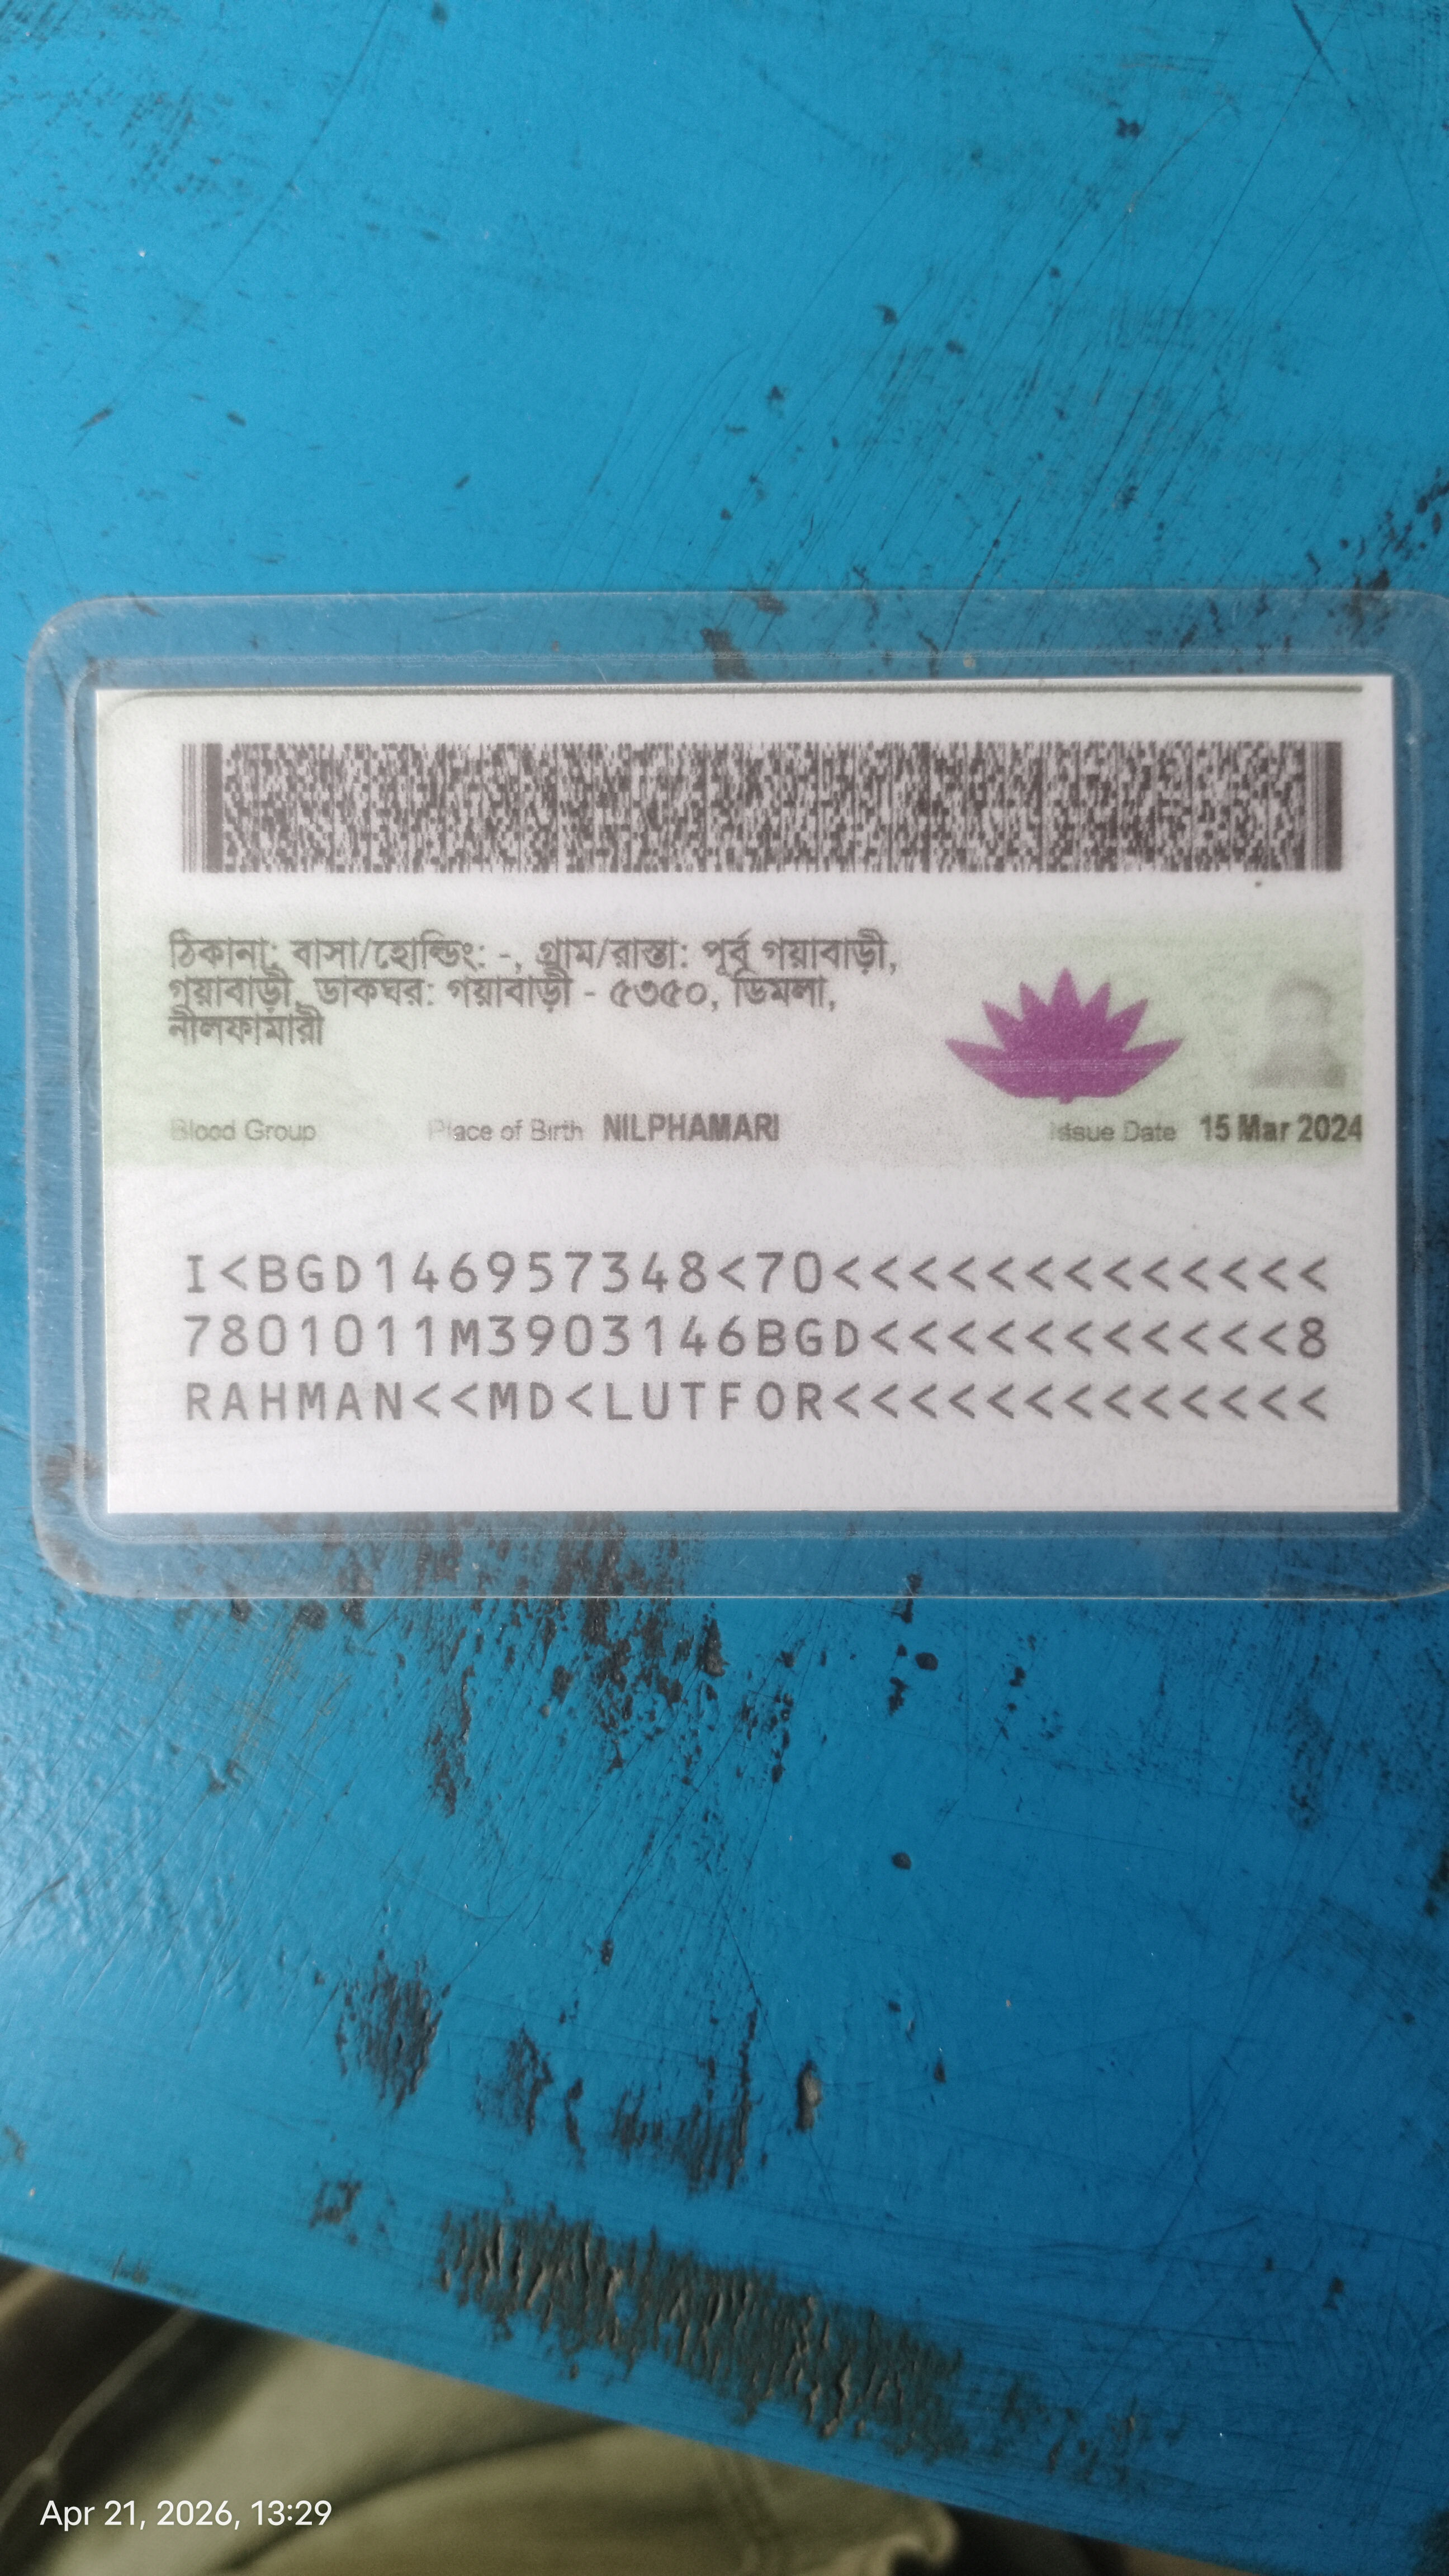 ঠিকানা: বাসা/হোল্ডিং: -, গ্রাম/রাস্তা: পূর্ব গয়াবাড়ী,
গয়াবাড়ী, ডাকঘর: গয়াবাড়ী - ৫৩৫০, ডিমলা,
নীলফামারী
Blood Group Place of Birth NILPHAMARI Issue Date 15 Mar 2024
I<BGD146957348<70<<<<<<<<<<<<<
7801011M3903146BGD<<<<<<<<<<<8
RAHMAN<<MD<LUTFOR<<<<<<<<<<<<<
Apr 21, 2026, 13:29